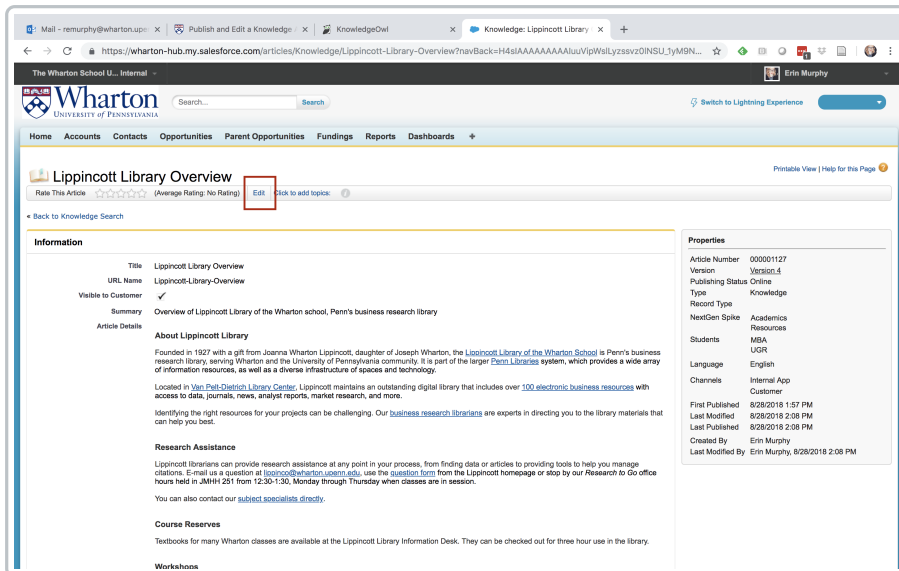 Mail - remurphy@wharton.upe
Publish and Edit a Knowledge
KnowledgeOwl
Knowledge: Lippincott Library
https://wharton-hub.my.salesforce.com/articles/Knowledge/Lippincott-Library-Overview?navBack=H4sIAAAAAAAAAIuuVipWslLyzssvz0lNSU_1yM9N...
The Wharton School U... Internal
Erin Murphy
Wharton
UNIVERSITY of PENNSYLVANIA
Search...
Search
Switch to Lightning Experience
Home Accounts Contacts Opportunities Parent Opportunities Fundings Reports Dashboards +
Lippincott Library Overview
Printable View | Help for this Page
Rate This Article (Average Rating: No Rating) Edit Click to add topics:
« Back to Knowledge Search
Information
Title Lippincott Library Overview
URL Name Lippincott-Library-Overview
Visible to Customer ✓
Summary Overview of Lippincott Library of the Wharton school, Penn's business research library
Article Details
About Lippincott Library
Founded in 1927 with a gift from Joanna Wharton Lippincott, daughter of Joseph Wharton, the Lippincott Library of the Wharton School is Penn's business
research library, serving Wharton and the University of Pennsylvania community. It is part of the larger Penn Libraries system, which provides a wide array
of information resources, as well as a diverse infrastructure of spaces and technology.
Located in Van Pelt-Dietrich Library Center, Lippincott maintains an outstanding digital library that includes over 100 electronic business resources with
access to data, journals, news, analyst reports, market research, and more.
Identifying the right resources for your projects can be challenging. Our business research librarians are experts in directing you to the library materials that
can help you best.
Research Assistance
Lippincott librarians can provide research assistance at any point in your process, from finding data or articles to providing tools to help you manage
citations. E-mail us a question at lippinco@wharton.upenn.edu, use the question form from the Lippincott homepage or stop by our Research to Go office
hours held in JMHH 251 from 12:30-1:30, Monday through Thursday when classes are in session.
You can also contact our subject specialists directly.
Course Reserves
Textbooks for many Wharton classes are available at the Lippincott Library Information Desk. They can be checked out for three hour use in the library.
Workshops
Properties
Article Number 000001127
Version Version 4
Publishing Status Online
Type Knowledge
Record Type
NextGen Spike Academics
Resources
Students MBA
UGR
Language English
Channels Internal App
Customer
First Published 8/28/2018 1:57 PM
Last Modified 8/28/2018 2:08 PM
Last Published 8/28/2018 2:08 PM
Created By Erin Murphy
Last Modified By Erin Murphy, 8/28/2018 2:08 PM